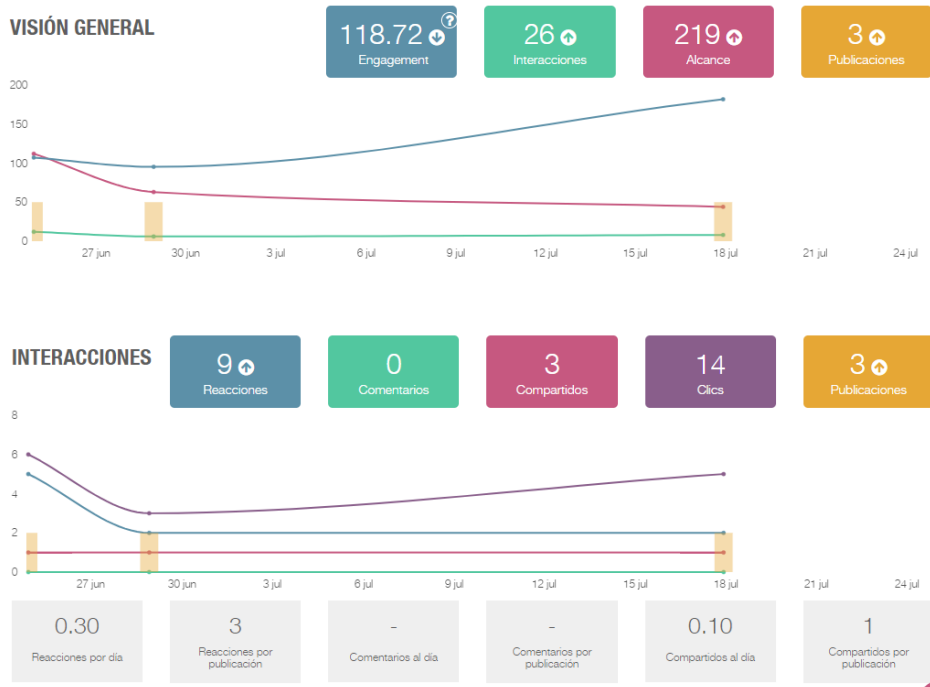 VISIÓN GENERAL
118.72
?
Engagement
26
Interacciones
219
Alcance
3
Publicaciones
200
150
100
50
0
27 jun
30 jun
3 jul
6 jul
9 jul
12 jul
15 jul
18 jul
21 jul
24 jul
INTERACCIONES
9
Reacciones
0
Comentarios
3
Compartidos
14
Clics
3
Publicaciones
8
6
4
2
0
27 jun
30 jun
3 jul
6 jul
9 jul
12 jul
15 jul
18 jul
21 jul
24 jul
0.30
Reacciones por día
3
Reacciones por
publicación
-
Comentarios al día
-
Comentarios por
publicación
0.10
Compartidos al día
1
Compartidos por
publicación